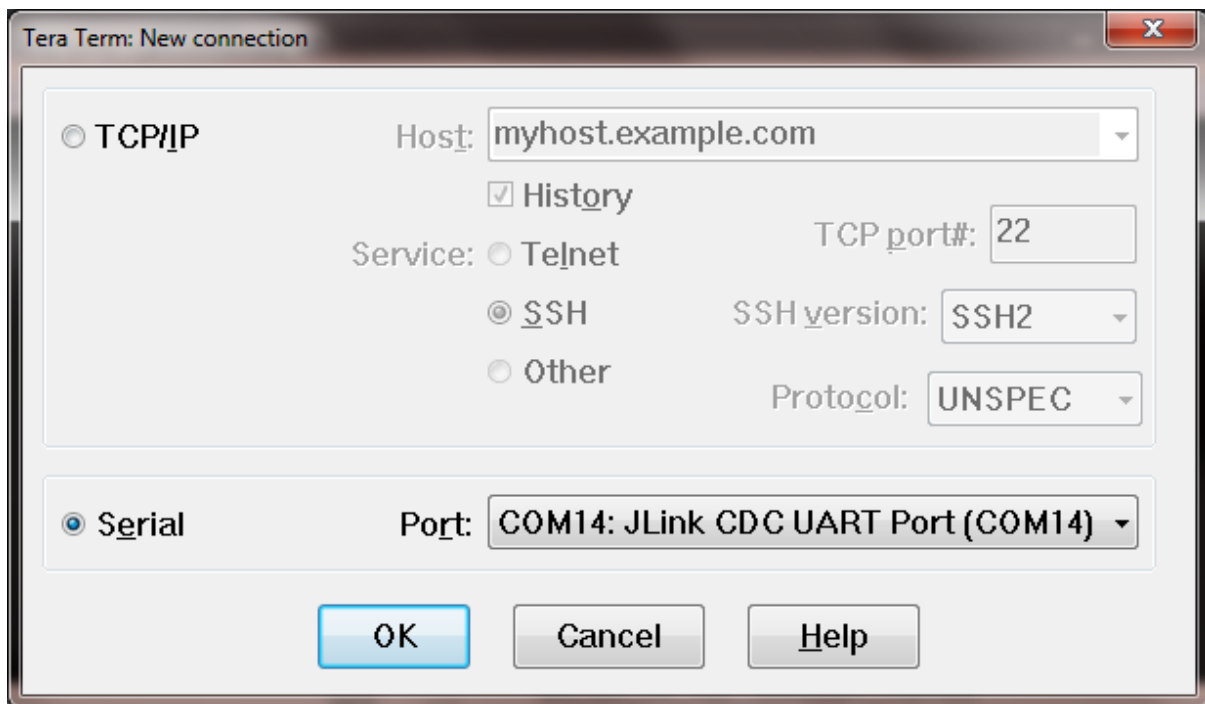 Tera Term: New connection
TCP/IP
Host: myhost.example.com
History
Service: Telnet
TCP port#: 22
SSH
SSH version: SSH2
Other
Protocol: UNSPEC
Serial
Port: COM14: JLink CDC UART Port (COM14)
OK
Cancel
Help